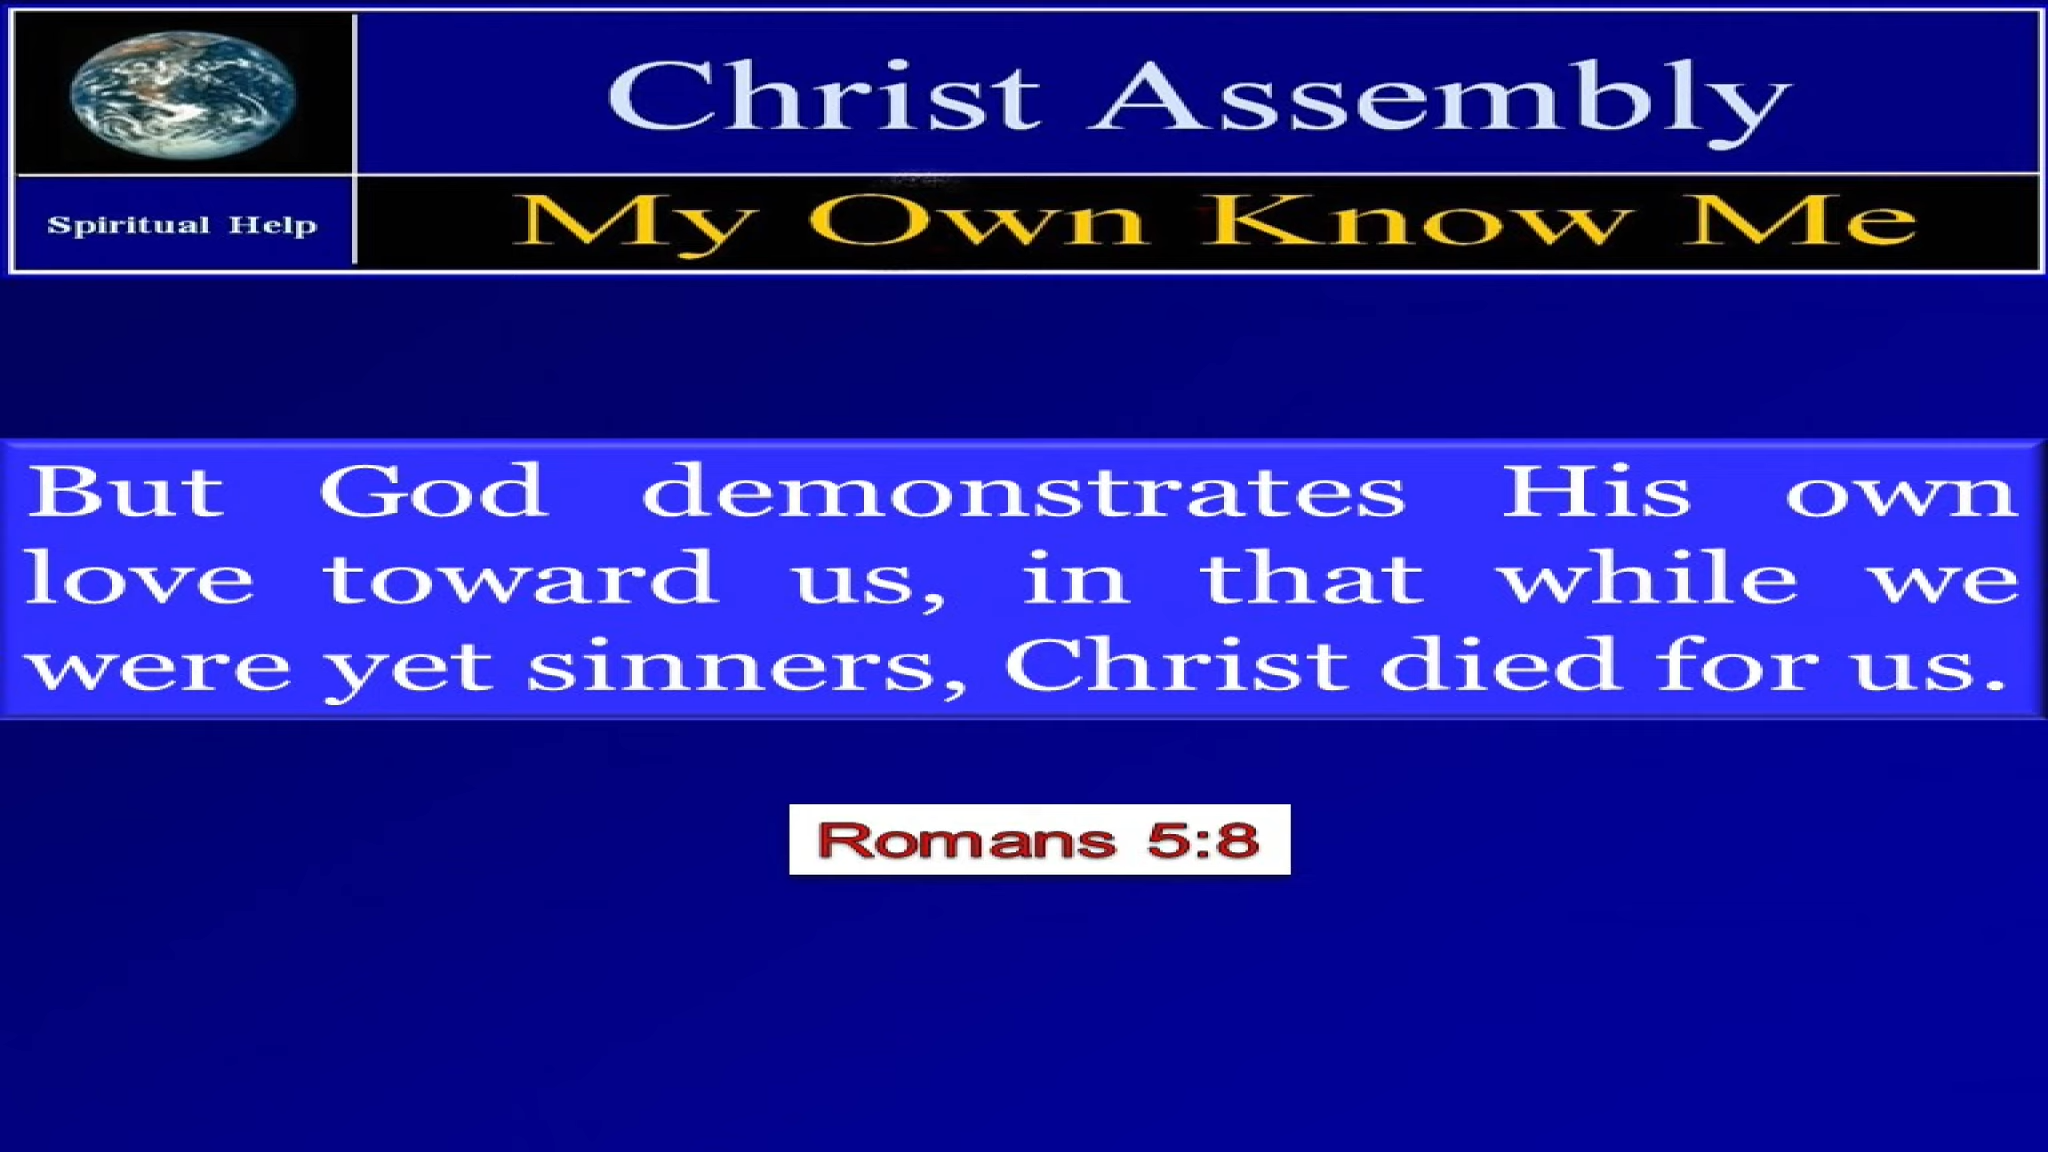 Christ Assembly
Spiritual Help
My Own Know Me
But God demonstrates His own
love toward us, in that while we
were yet sinners, Christ died for us.
Romans 5:8